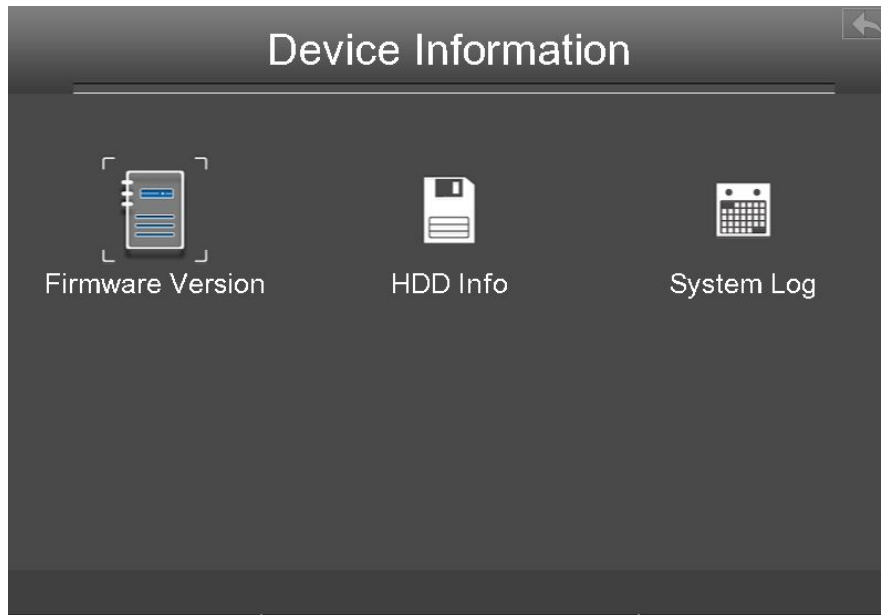 Device Information
Firmware Version
HDD Info
System Log